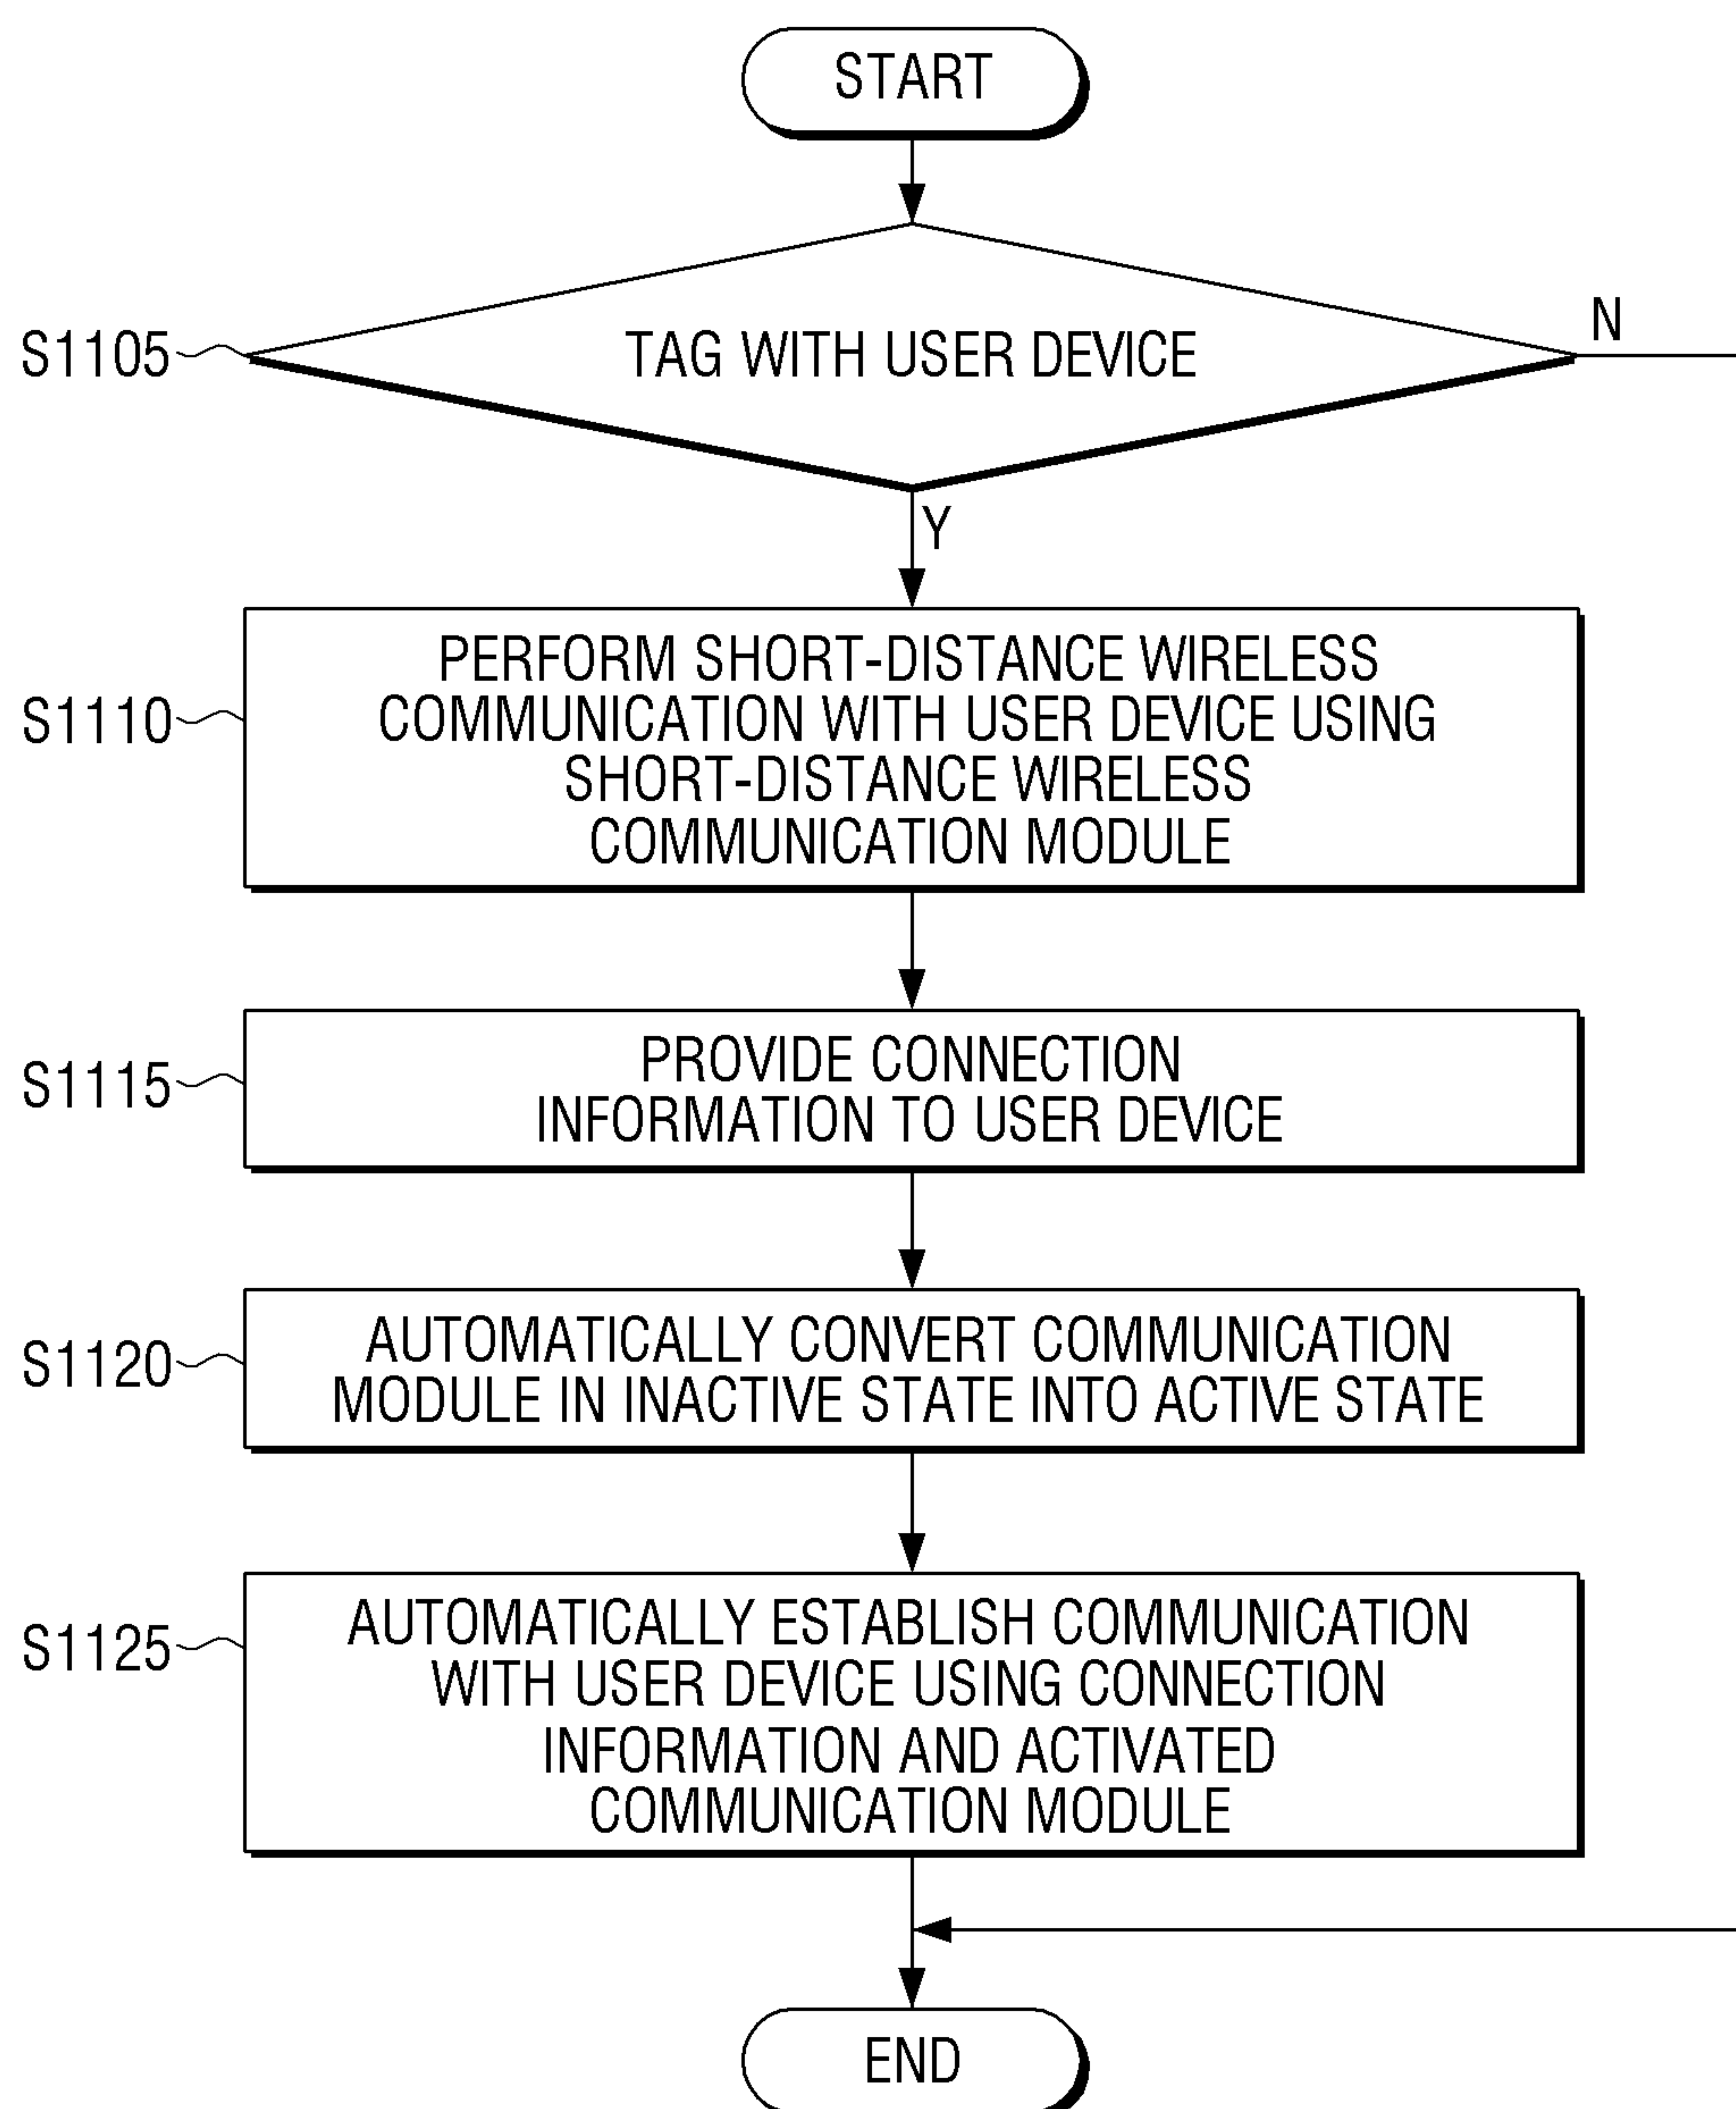 START
S1105
TAG WITH USER DEVICE
N
Y
S1110
PERFORM SHORT-DISTANCE WIRELESS
COMMUNICATION WITH USER DEVICE USING
SHORT-DISTANCE WIRELESS
COMMUNICATION MODULE
S1115
PROVIDE CONNECTION
INFORMATION TO USER DEVICE
S1120
AUTOMATICALLY CONVERT COMMUNICATION
MODULE IN INACTIVE STATE INTO ACTIVE STATE
S1125
AUTOMATICALLY ESTABLISH COMMUNICATION
WITH USER DEVICE USING CONNECTION
INFORMATION AND ACTIVATED
COMMUNICATION MODULE
END